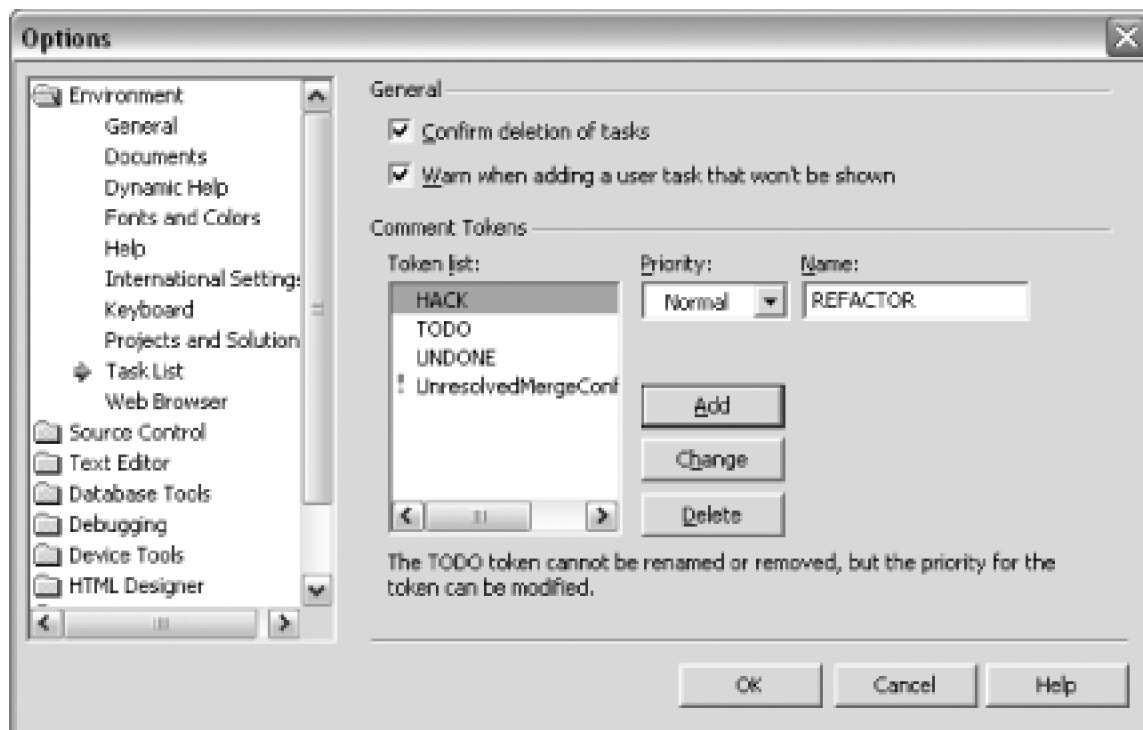 Options
Environment
General
Documents
Dynamic Help
Fonts and Colors
Help
International Settings
Keyboard
Projects and Solution
Task List
Web Browser
Source Control
Text Editor
Database Tools
Debugging
Device Tools
HTML Designer
General
Confirm deletion of tasks
Warn when adding a user task that won't be shown
Comment Tokens
Token list:
Priority:
Name:
HACK
Normal
REFACTOR
TODO
UNDONE
! UnresolvedMergeConf
Add
Change
Delete
The TODO token cannot be renamed or removed, but the priority for the
token can be modified.
OK
Cancel
Help